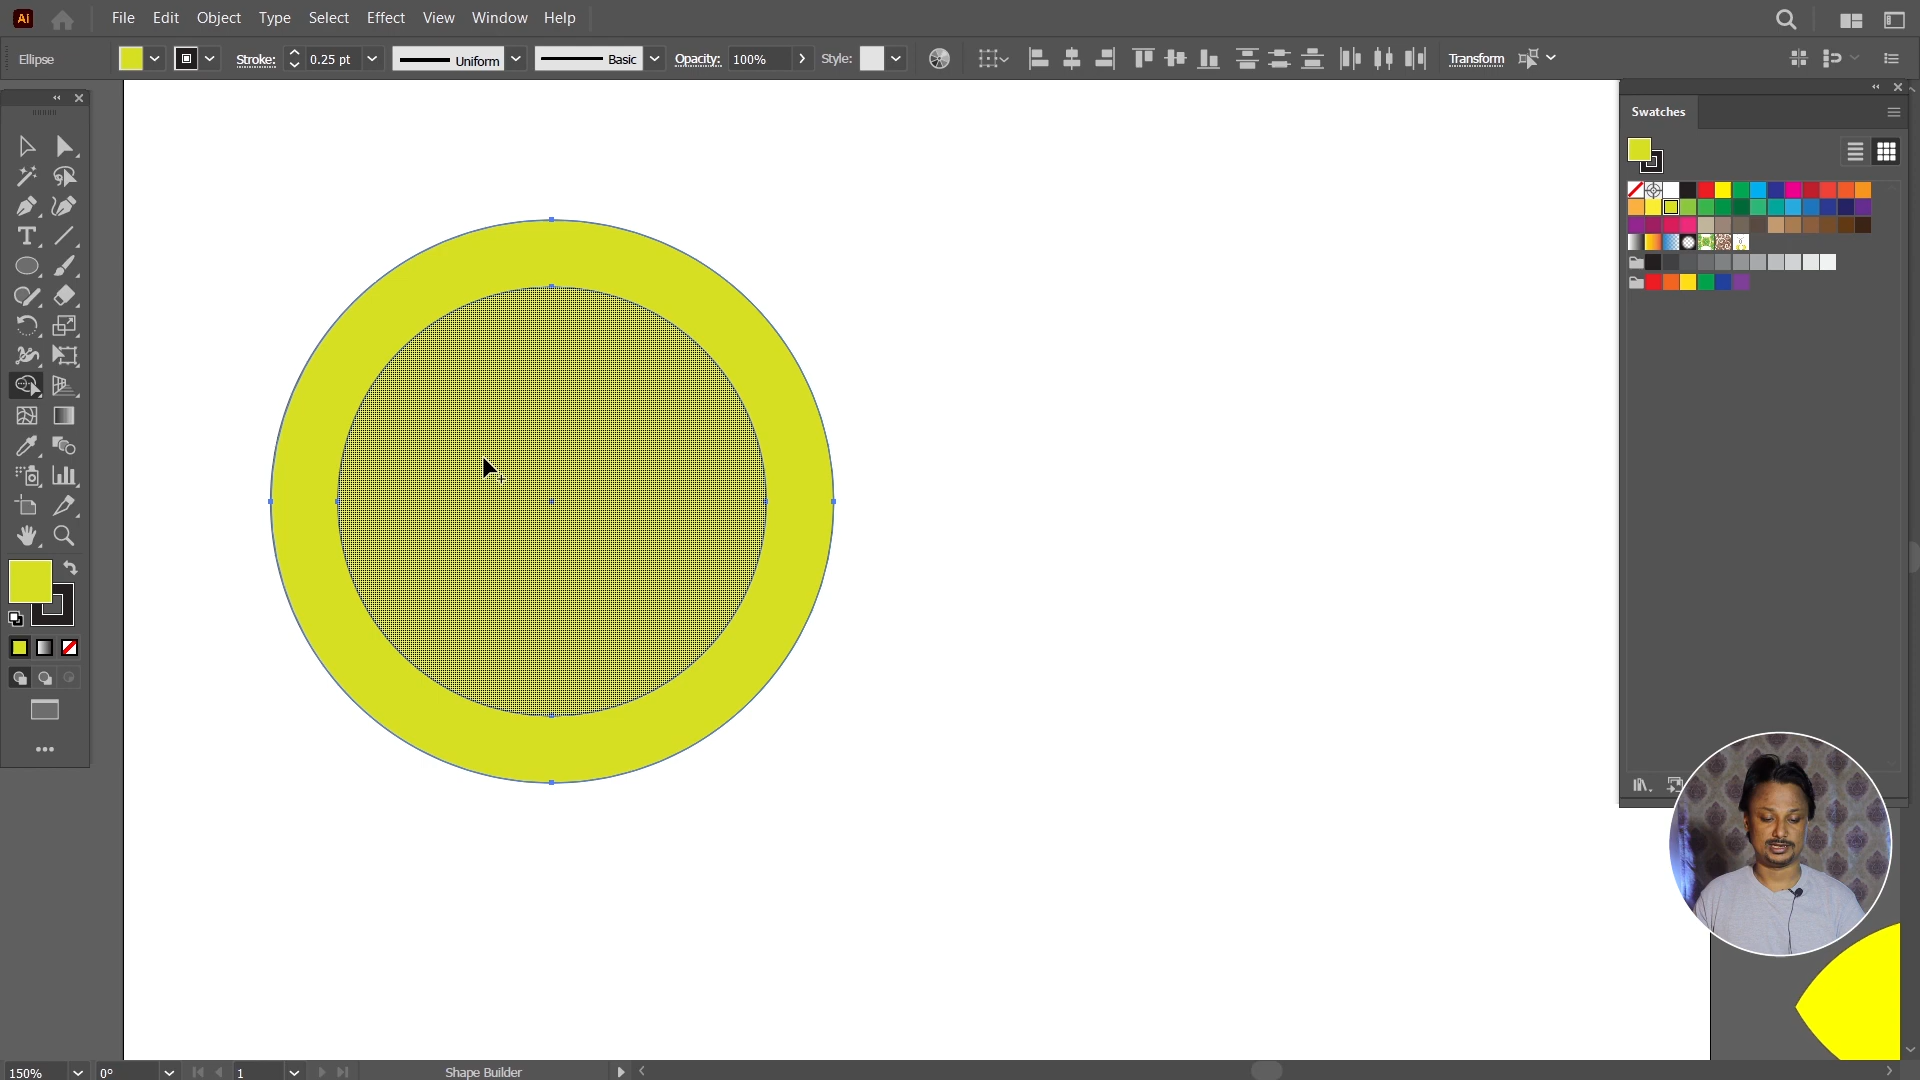 Ai File Edit Object Type Select Effect View Window Help
Ellipse Stroke: 0.25 pt Uniform Basic Opacity: 100% Style: Transform
Swatches
150% 0° 1 Shape Builder